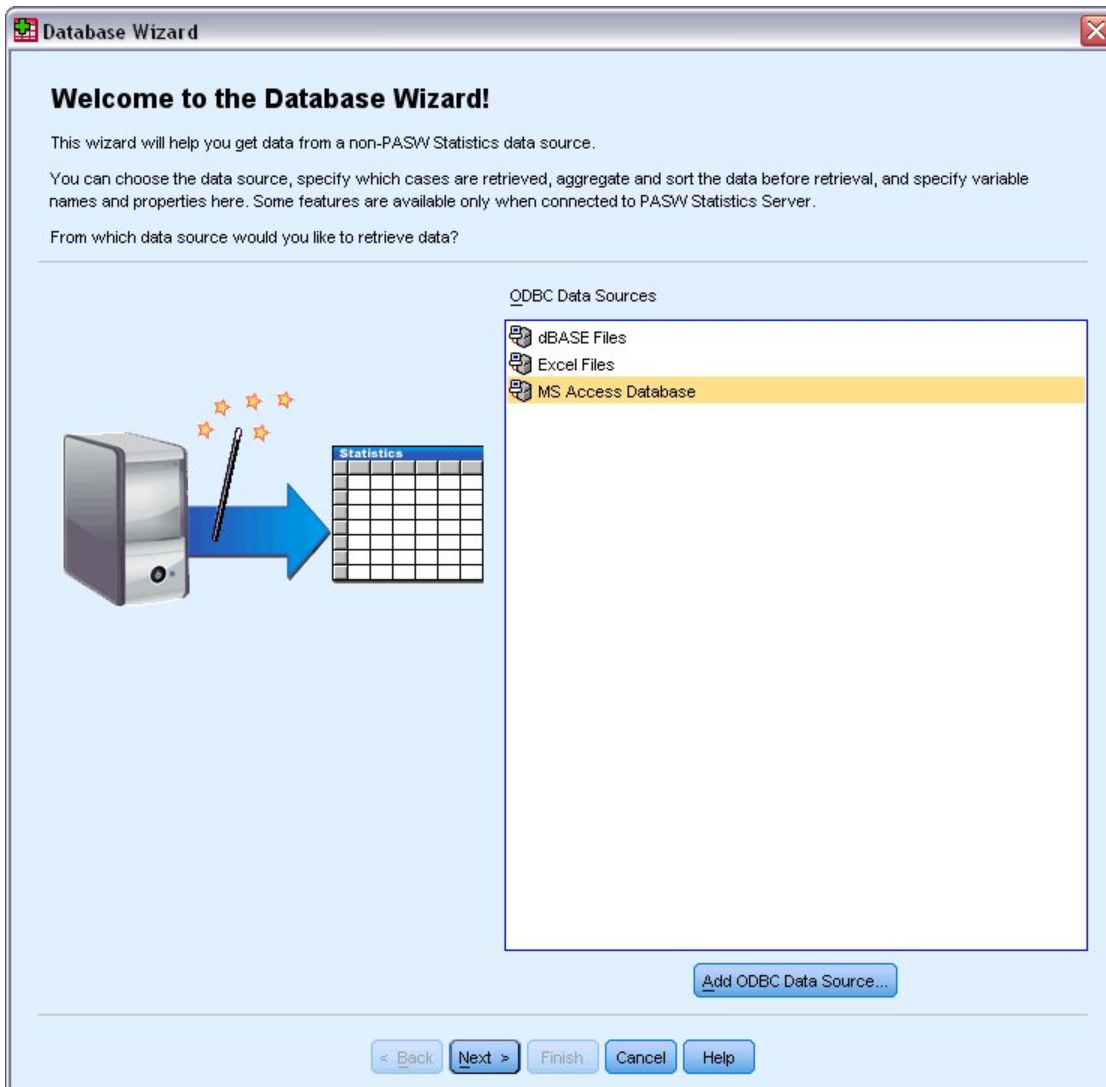 Database Wizard
Welcome to the Database Wizard!
This wizard will help you get data from a non-PASW Statistics data source.
You can choose the data source, specify which cases are retrieved, aggregate and sort the data before retrieval, and specify variable
names and properties here. Some features are available only when connected to PASW Statistics Server.
From which data source would you like to retrieve data?
ODBC Data Sources
dBASE Files
Excel Files
MS Access Database
Statistics
Add ODBC Data Source...
< Back
Next >
Finish
Cancel
Help